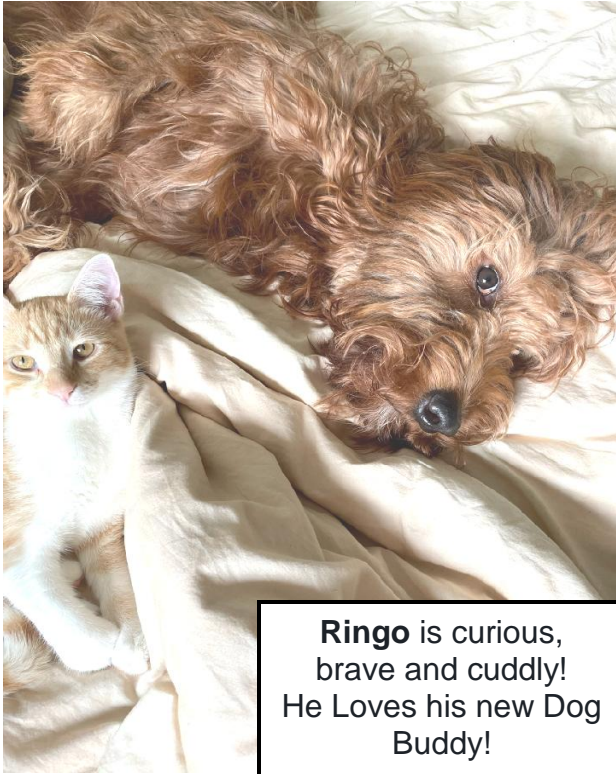 Ringo is curious,
brave and cuddly!
He Loves his new Dog
Buddy!